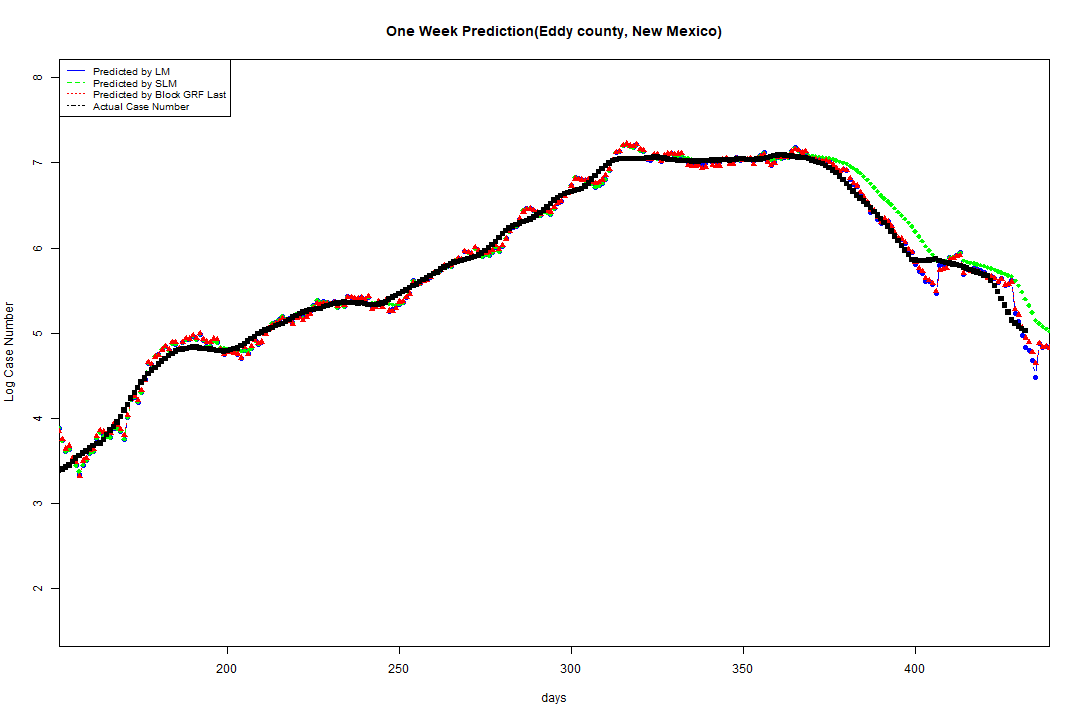 One Week Prediction(Eddy county, New Mexico)
Predicted by LM
Predicted by SLM
Predicted by Block GRF Last
Actual Case Number
8
7
6
5
4
3
2
Log Case Number
200 250 300 350 400
days